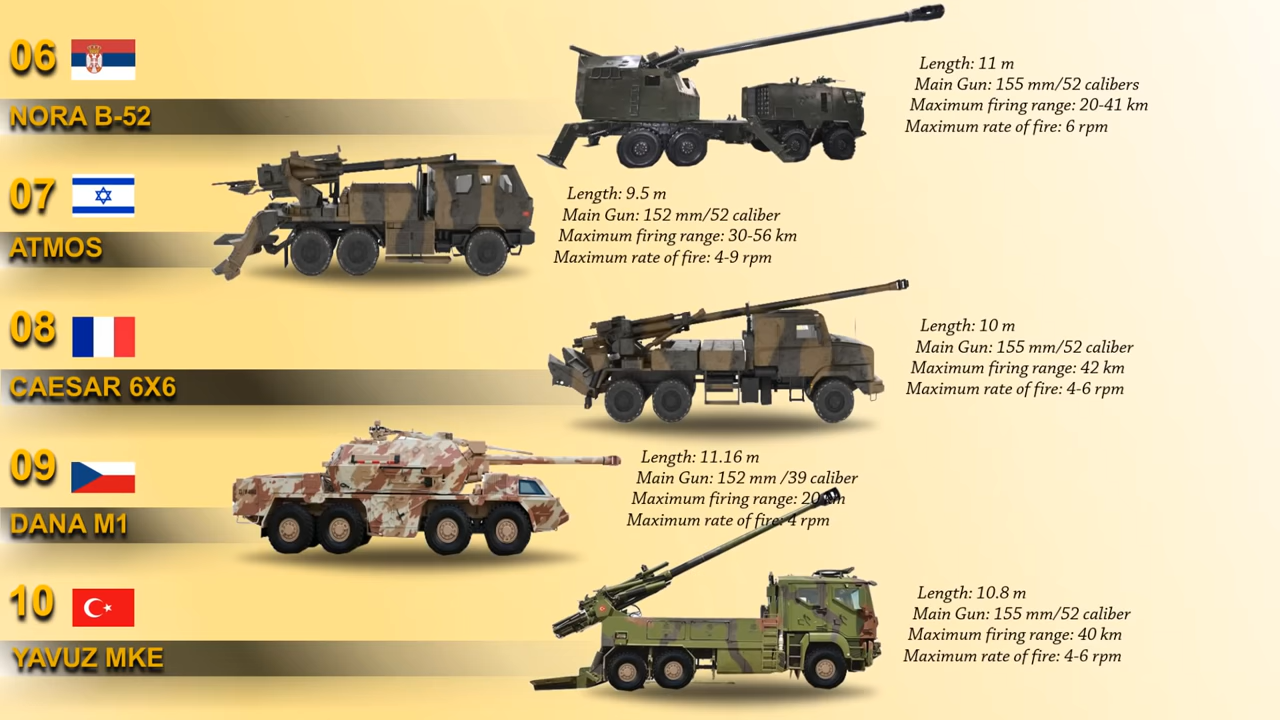 06
NORA B-52
Length: 11 m
Main Gun: 155 mm/52 calibers
Maximum firing range: 20-41 km
Maximum rate of fire: 6 rpm
07
ATMOS
Length: 9.5 m
Main Gun: 152 mm/52 caliber
Maximum firing range: 30-56 km
Maximum rate of fire: 4-9 rpm
08
CAESAR 6X6
Length: 10 m
Main Gun: 155 mm/52 caliber
Maximum firing range: 42 km
Maximum rate of fire: 4-6 rpm
09
DANA M1
Length: 11.16 m
Main Gun: 152 mm /39 caliber
Maximum firing range: 20 km
Maximum rate of fire: 4 rpm
10
YAVUZ MKE
Length: 10.8 m
Main Gun: 155 mm/52 caliber
Maximum firing range: 40 km
Maximum rate of fire: 4-6 rpm